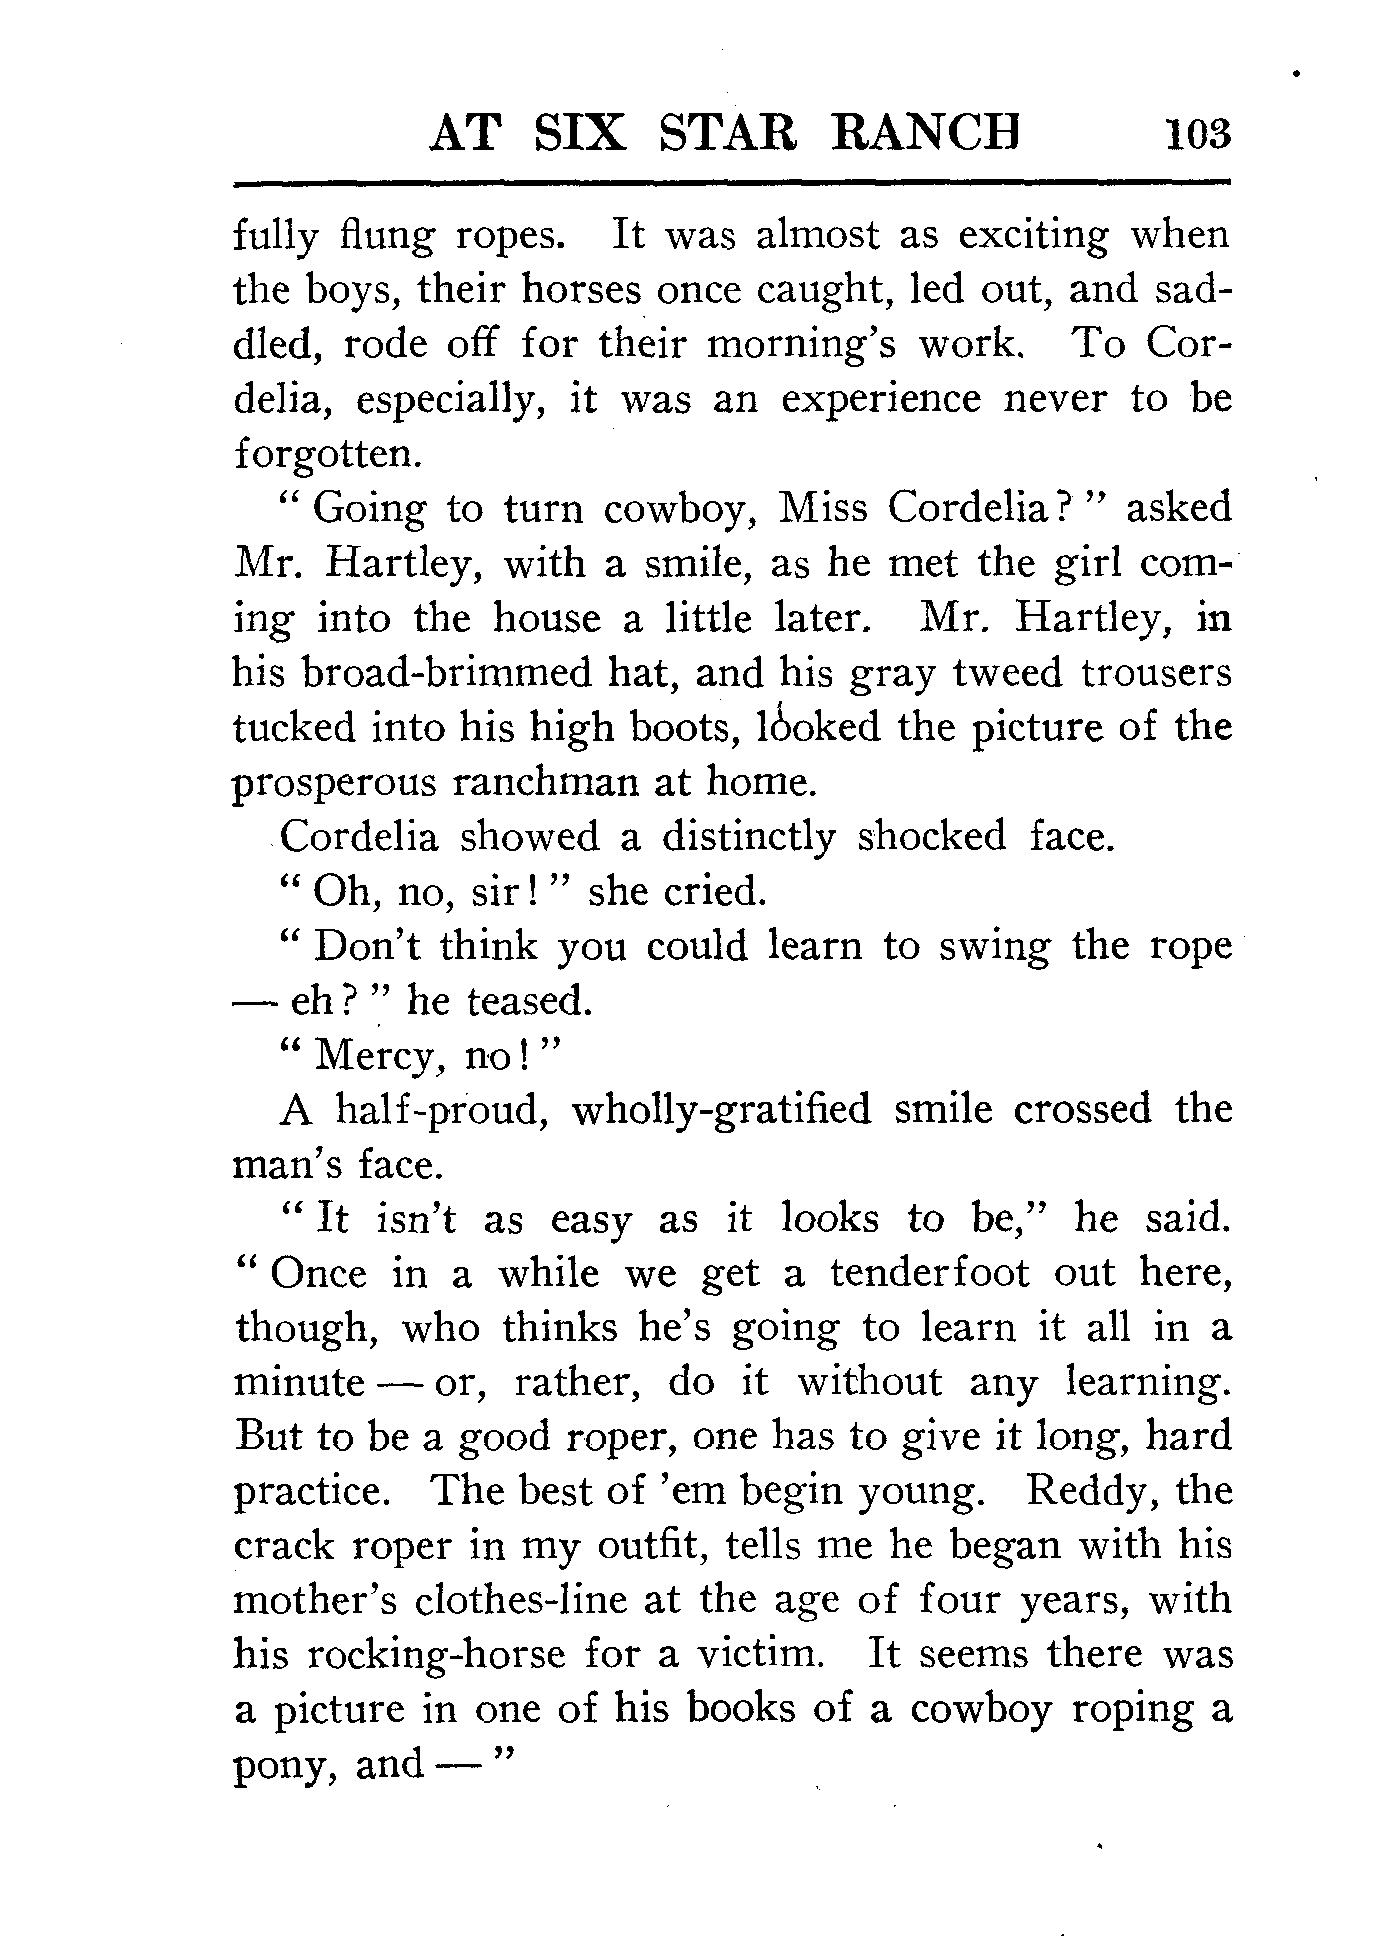 AT SIX STAR RANCH 103
fully flung ropes. It was almost as exciting when
the boys, their horses once caught, led out, and sad-
dled, rode off for their morning's work. To Cor-
delia, especially, it was an experience never to be
forgotten.
" Going to turn cowboy, Miss Cordelia? " asked
Mr. Hartley, with a smile, as he met the girl com-
ing into the house a little later. Mr. Hartley, in
his broad-brimmed hat, and his gray tweed trousers
tucked into his high boots, looked the picture of the
prosperous ranchman at home.
Cordelia showed a distinctly shocked face.
" Oh, no, sir! " she cried.
" Don't think you could learn to swing the rope
— eh? " he teased.
" Mercy, no! "
A half-proud, wholly-gratified smile crossed the
man's face.
" It isn't as easy as it looks to be," he said.
" Once in a while we get a tenderfoot out here,
though, who thinks he's going to learn it all in a
minute — or, rather, do it without any learning.
But to be a good roper, one has to give it long, hard
practice. The best of 'em begin young. Reddy, the
crack roper in my outfit, tells me he began with his
mother's clothes-line at the age of four years, with
his rocking-horse for a victim. It seems there was
a picture in one of his books of a cowboy roping a
pony, and — "